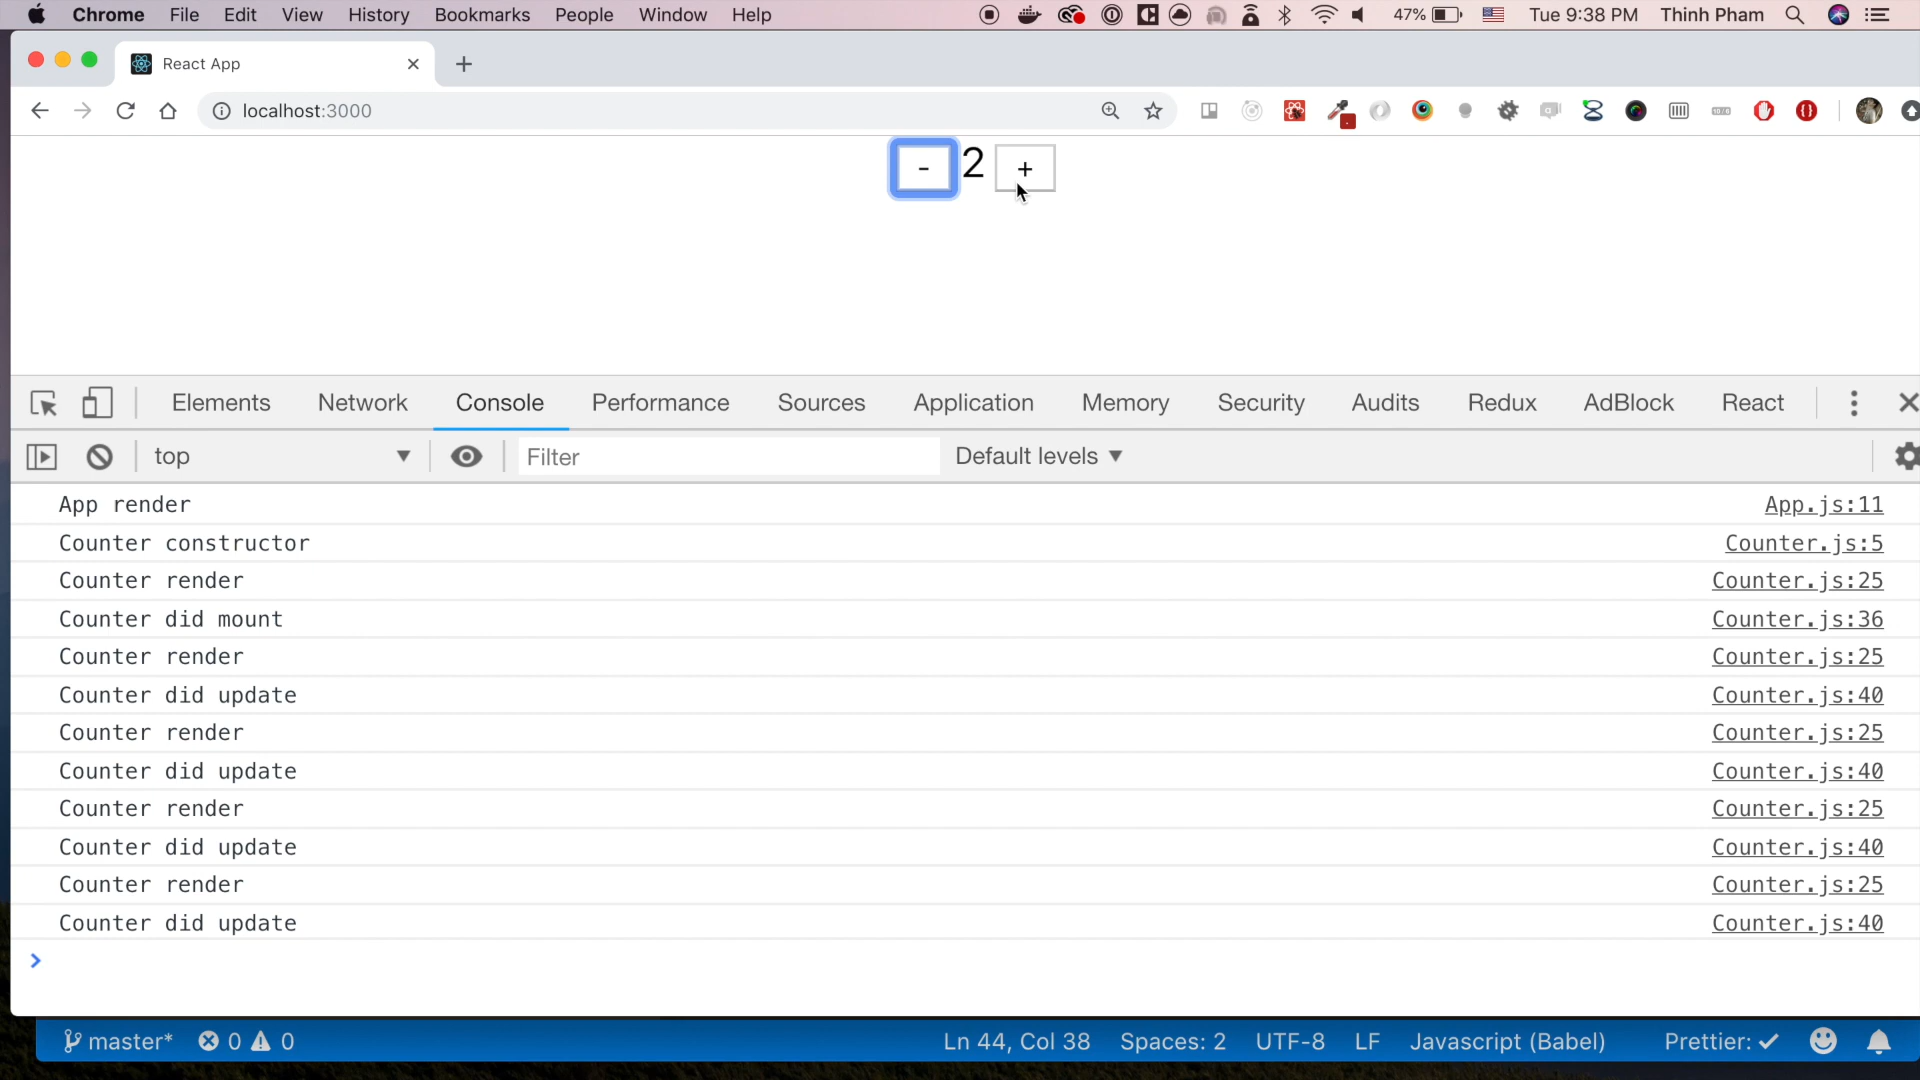 Chrome File Edit View History Bookmarks People Window Help 47% Tue 9:38 PM Thinh Pham
React App
localhost:3000
- 2 +
Elements Network Console Performance Sources Application Memory Security Audits Redux AdBlock React
top Filter Default levels
App render App.js:11
Counter constructor Counter.js:5
Counter render Counter.js:25
Counter did mount Counter.js:36
Counter render Counter.js:25
Counter did update Counter.js:40
Counter render Counter.js:25
Counter did update Counter.js:40
Counter render Counter.js:25
Counter did update Counter.js:40
Counter render Counter.js:25
Counter did update Counter.js:40
master* 0 0 Ln 44, Col 38 Spaces: 2 UTF-8 LF Javascript (Babel) Prettier: ✓